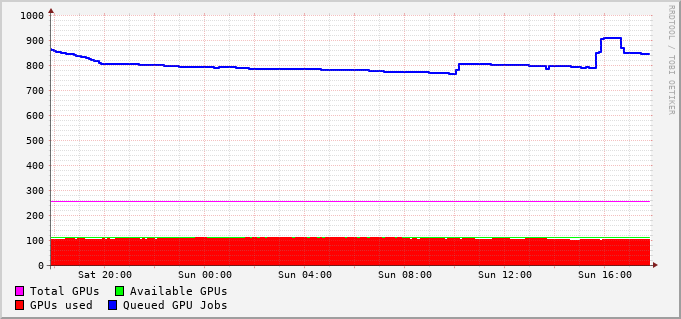 1000
900
800
700
600
500
400
300
200
100
0
Sat 20:00 Sun 00:00 Sun 04:00 Sun 08:00 Sun 12:00 Sun 16:00
Total GPUs Available GPUs
GPUs used Queued GPU Jobs
RRDTOOL / TOBI OETIKER